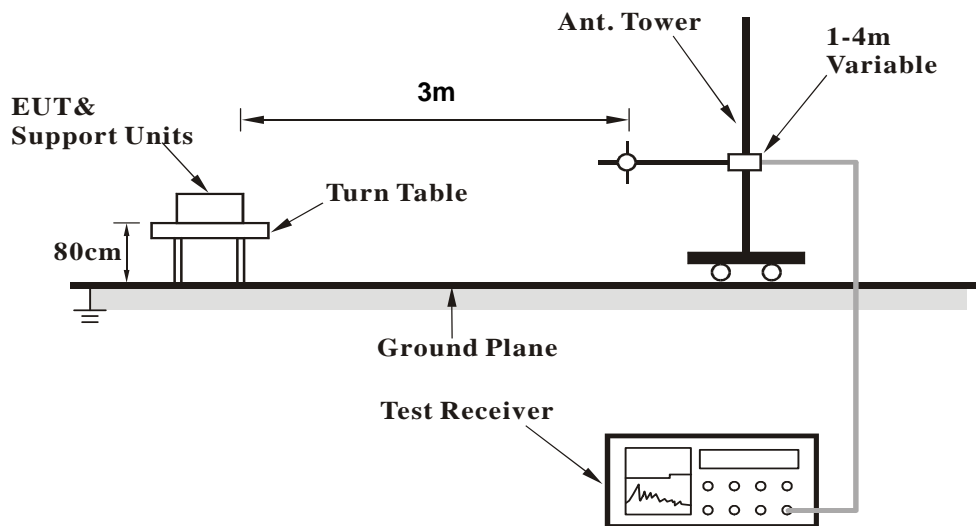 Ant. Tower
1-4m
Variable
3m
EUT&
Support Units
Turn Table
80cm
Ground Plane
Test Receiver